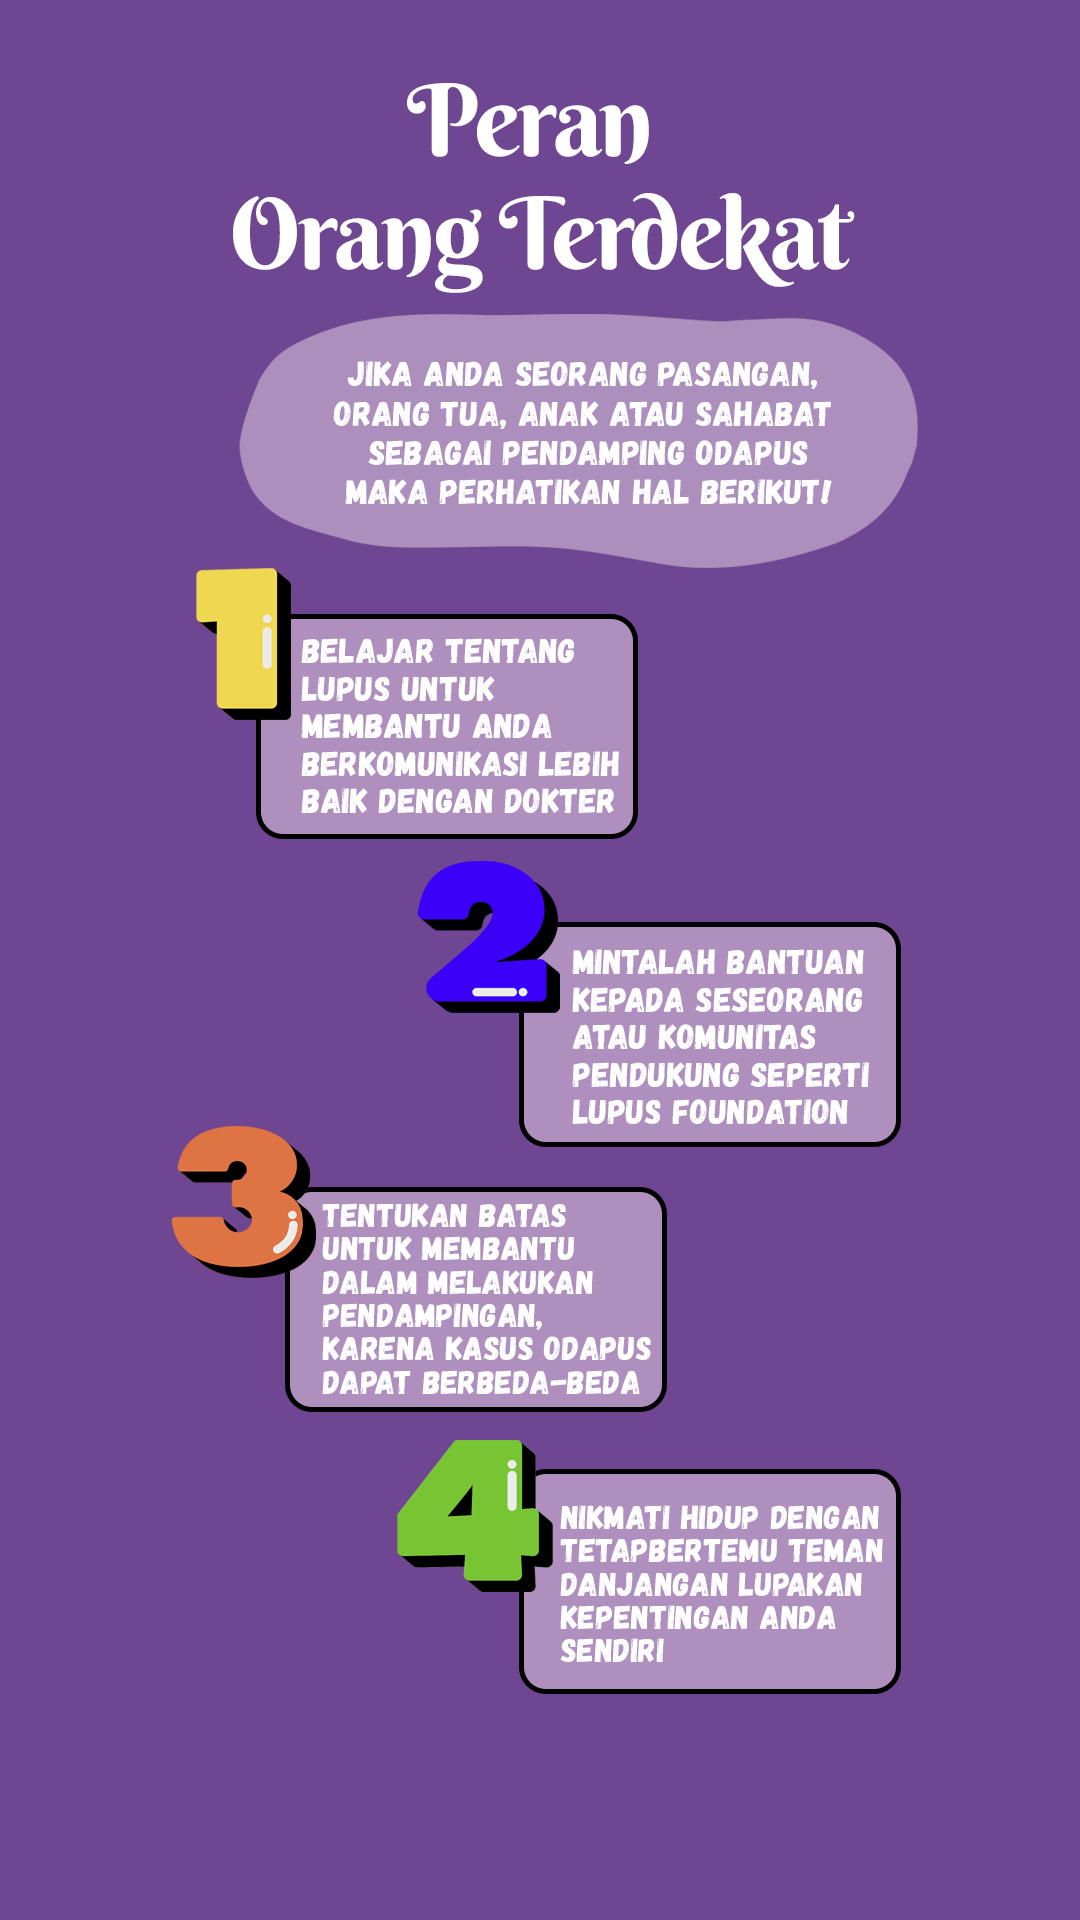 Peran
Orang Terdekat
JIKA ANDA SEORANG PASANGAN,
ORANG TUA, ANAK ATAU SAHABAT
SEBAGAI PENDAMPING ODAPUS
MAKA PERHATIKAN HAL BERIKUT!
1
BELAJAR TENTANG
LUPUS UNTUK
MEMBANTU ANDA
BERKOMUNIKASI LEBIH
BAIK DENGAN DOKTER
2
MINTALAH BANTUAN
KEPADA SESEORANG
ATAU KOMUNITAS
PENDUKUNG SEPERTI
LUPUS FOUNDATION
3
TENTUKAN BATAS
UNTUK MEMBANTU
DALAM MELAKUKAN
PENDAMPINGAN,
KARENA KASUS ODAPUS
DAPAT BERBEDA-BEDA
4
NIKMATI HIDUP DENGAN
TETAPBERTEMU TEMAN
DANJANGAN LUPAKAN
KEPENTINGAN ANDA
SENDIRI